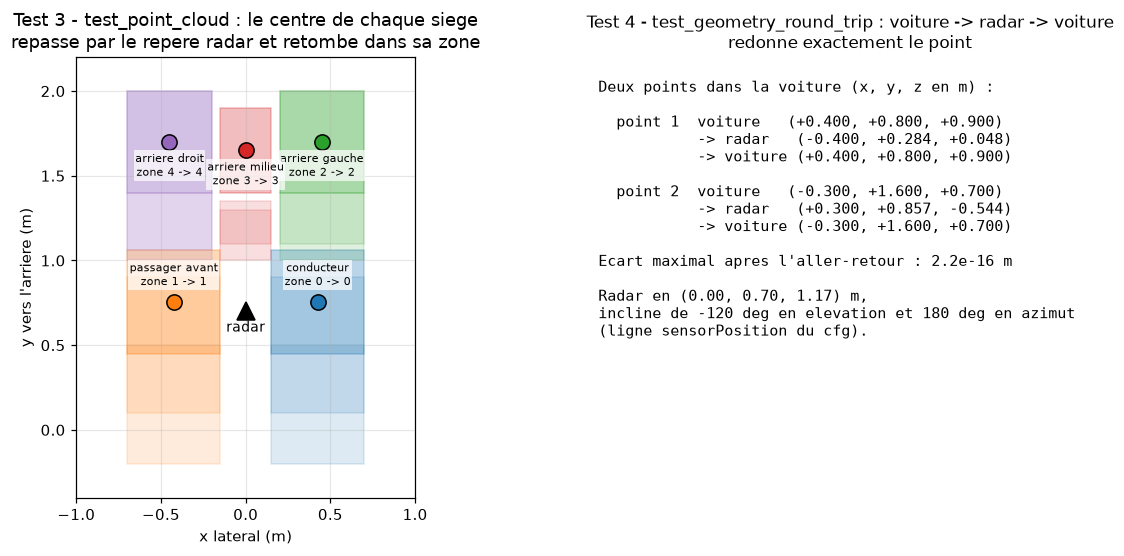 Test 3 - test_point_cloud : le centre de chaque siege
repasse par le repere radar et retombe dans sa zone
2.0
1.5
1.0
0.5
0.0
y vers l'arriere (m)
arriere droit
zone 4 -> 4
arriere milieu
zone 3 -> 3
arriere gauche
zone 2 -> 2
passager avant
zone 1 -> 1
conducteur
zone 0 -> 0
radar
−1.0
−0.5
0.0
0.5
1.0
x lateral (m)
Test 4 - test_geometry_round_trip : voiture -> radar -> voiture
redonne exactement le point
Deux points dans la voiture (x, y, z en m) :
point 1 voiture (+0.400, +0.800, +0.900)
-> radar (-0.400, +0.284, +0.048)
-> voiture (+0.400, +0.800, +0.900)
point 2 voiture (-0.300, +1.600, +0.700)
-> radar (+0.300, +0.857, -0.544)
-> voiture (-0.300, +1.600, +0.700)
Ecart maximal apres l'aller-retour : 2.2e-16 m
Radar en (0.00, 0.70, 1.17) m,
incline de -120 deg en elevation et 180 deg en azimut
(ligne sensorPosition du cfg).